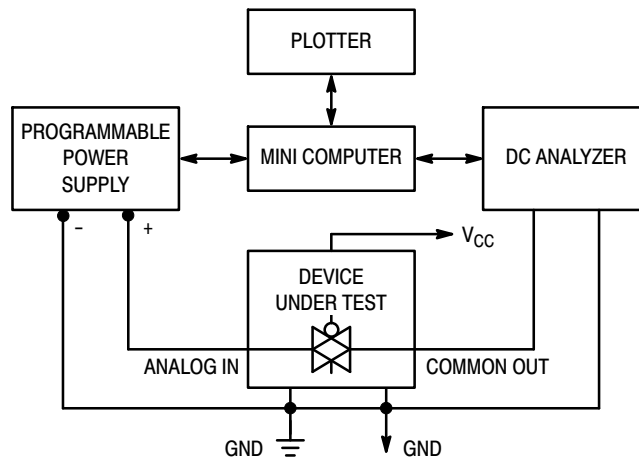 PLOTTER
PROGRAMMABLE
POWER
SUPPLY
MINI COMPUTER
DC ANALYZER
–
+
VCC
DEVICE
UNDER TEST
ANALOG IN
COMMON OUT
GND
GND